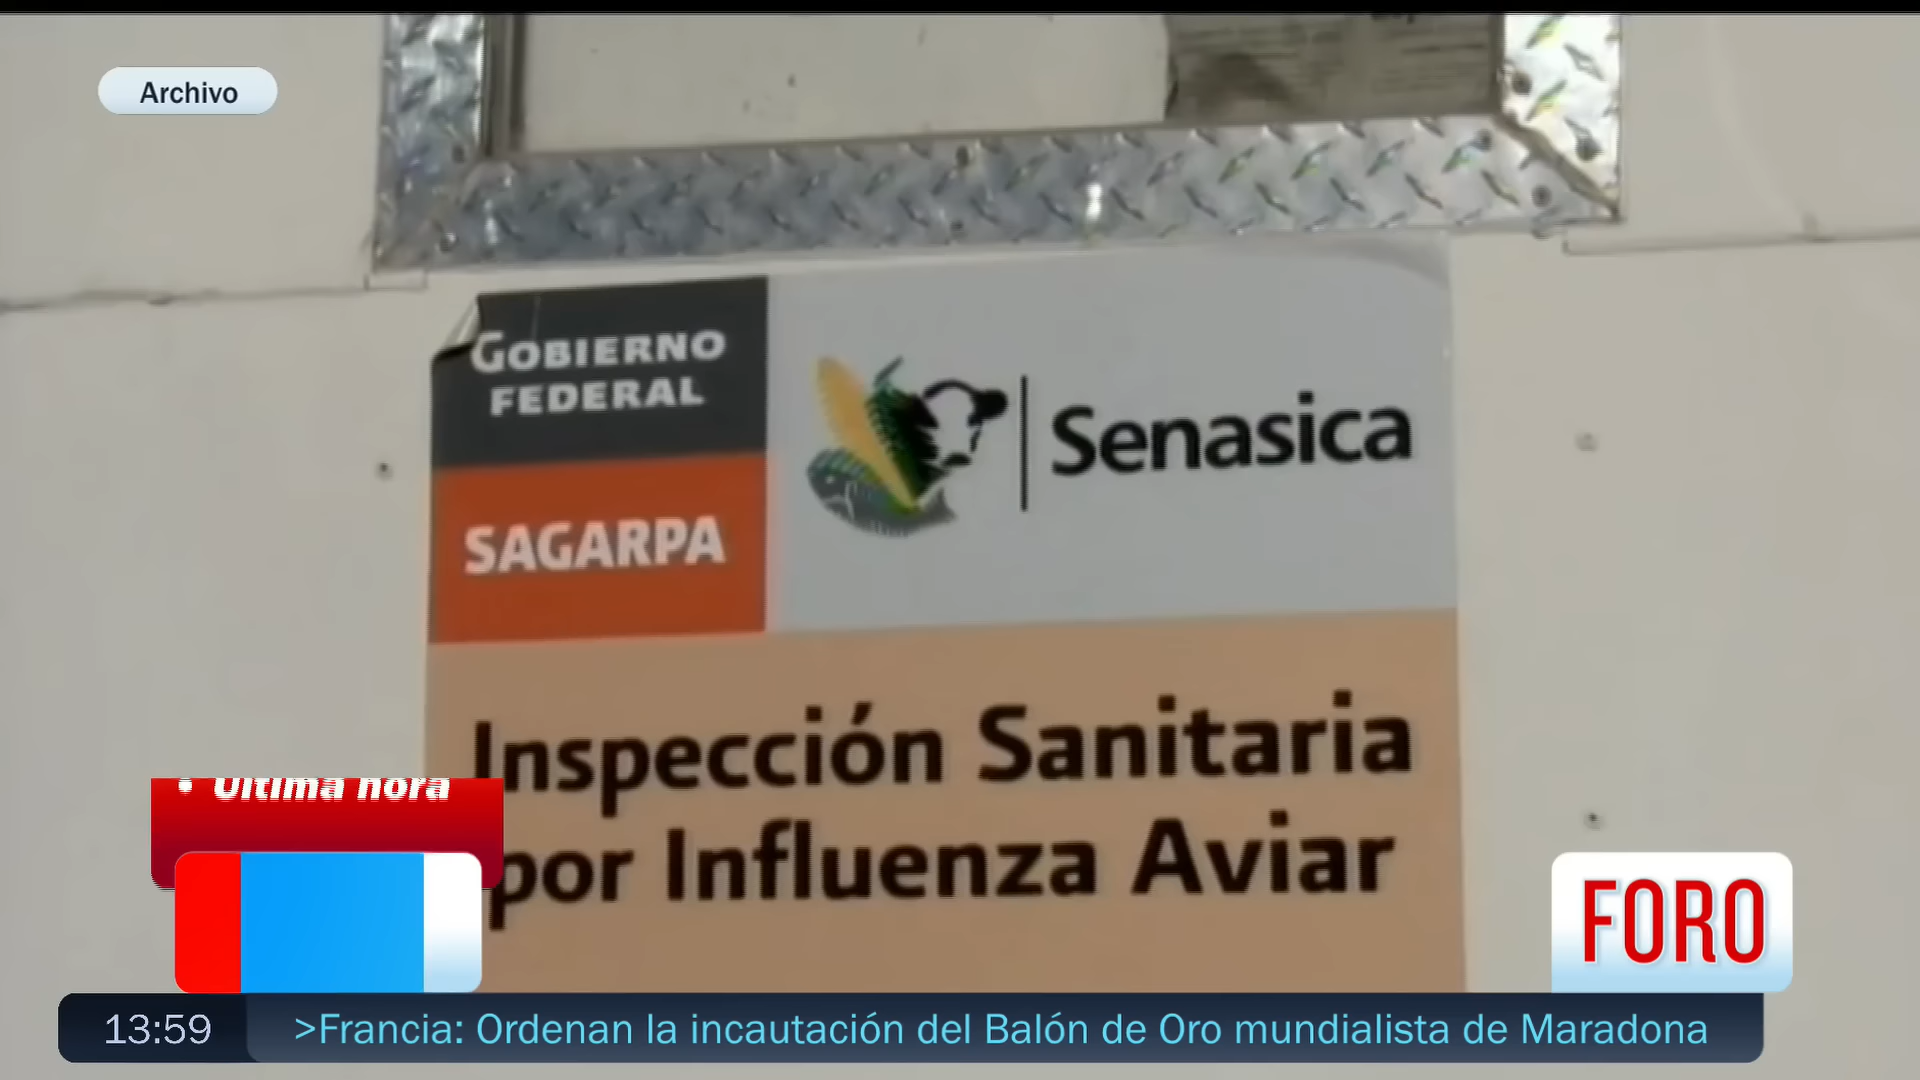 Archivo
GOBIERNO
FEDERAL
SAGARPA
Senasica
Inspección Sanitaria
por Influenza Aviar
• Última hora
FORO
13:59
>Francia: Ordenan la incautación del Balón de Oro mundialista de Maradona